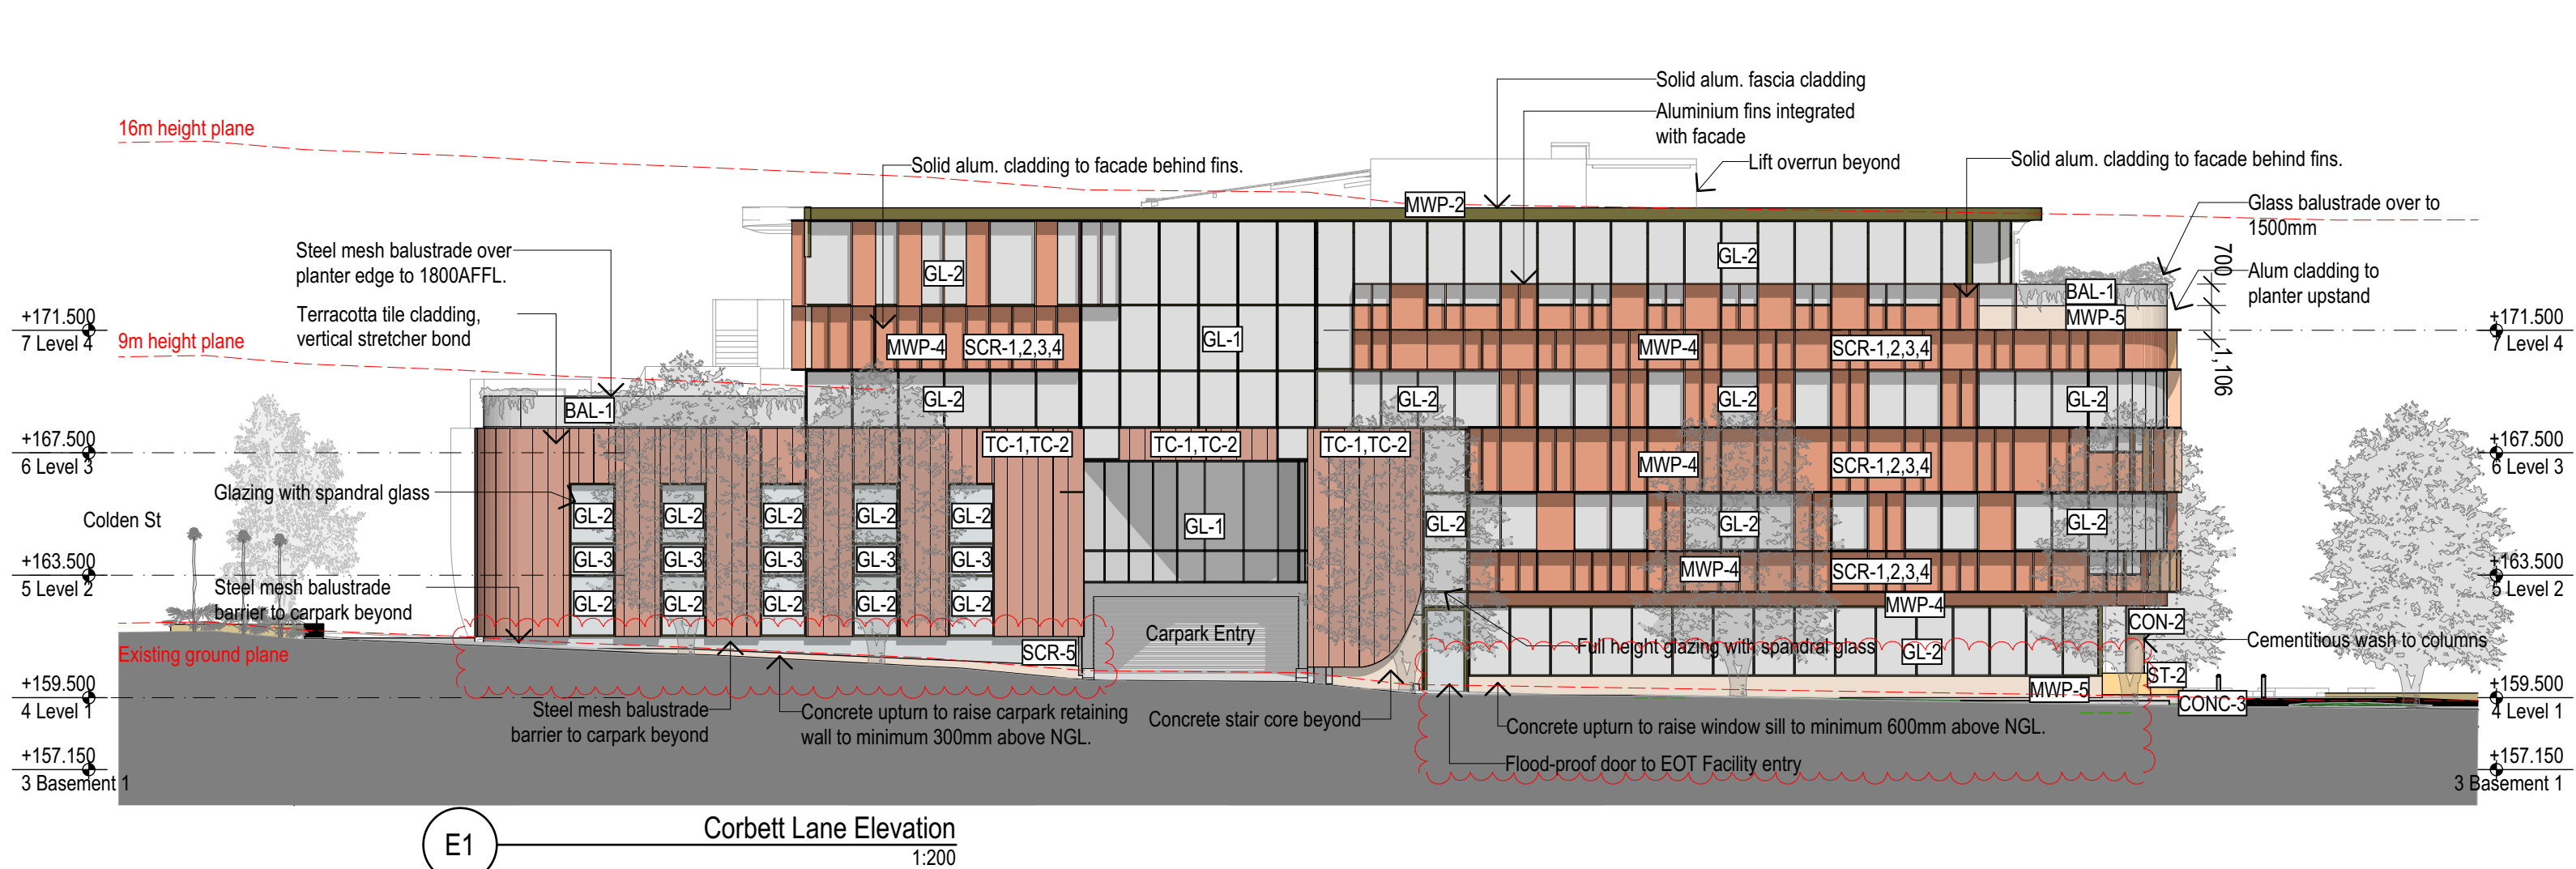 Solid alum. fascia cladding
Aluminium fins integrated
with facade
16m height plane
Solid alum. cladding to facade behind fins.
Lift overrun beyond
Solid alum. cladding to facade behind fins.
MWP-2
Glass balustrade over to
1500mm
Steel mesh balustrade over
planter edge to 1800AFFL.
GL-2
GL-2
700
Alum cladding to
planter upstand
BAL-1
MWP-5
Terracotta tile cladding,
vertical stretcher bond
+171.500
7 Level 4
9m height plane
MWP-4
SCR-1,2,3,4
GL-1
MWP-4
SCR-1,2,3,4
+171.500
7 Level 4
1,106
BAL-1
GL-2
GL-2
GL-2
GL-2
+167.500
6 Level 3
TC-1,TC-2
TC-1,TC-2
TC-1,TC-2
MWP-4
SCR-1,2,3,4
+167.500
6 Level 3
Glazing with spandral glass
Colden St
GL-2
GL-2
GL-2
GL-2
GL-2
GL-1
GL-2
GL-2
GL-2
GL-3
GL-3
GL-3
GL-3
GL-3
+163.500
5 Level 2
MWP-4
SCR-1,2,3,4
+163.500
5 Level 2
Steel mesh balustrade
barrier to carpark beyond
GL-2
GL-2
GL-2
GL-2
GL-2
MWP-4
CON-2
Existing ground plane
SCR-5
Carpark Entry
Full height glazing with spandral glass
GL-2
Cementitious wash to columns
ST-2
MWP-5
CONC-3
+159.500
4 Level 1
+159.500
4 Level 1
Steel mesh balustrade
barrier to carpark beyond
Concrete upturn to raise carpark retaining
wall to minimum 300mm above NGL.
Concrete stair core beyond
Concrete upturn to raise window sill to minimum 600mm above NGL.
Flood-proof door to EOT Facility entry
+157.150
3 Basement 1
+157.150
3 Basement 1
E1
Corbett Lane Elevation
1:200